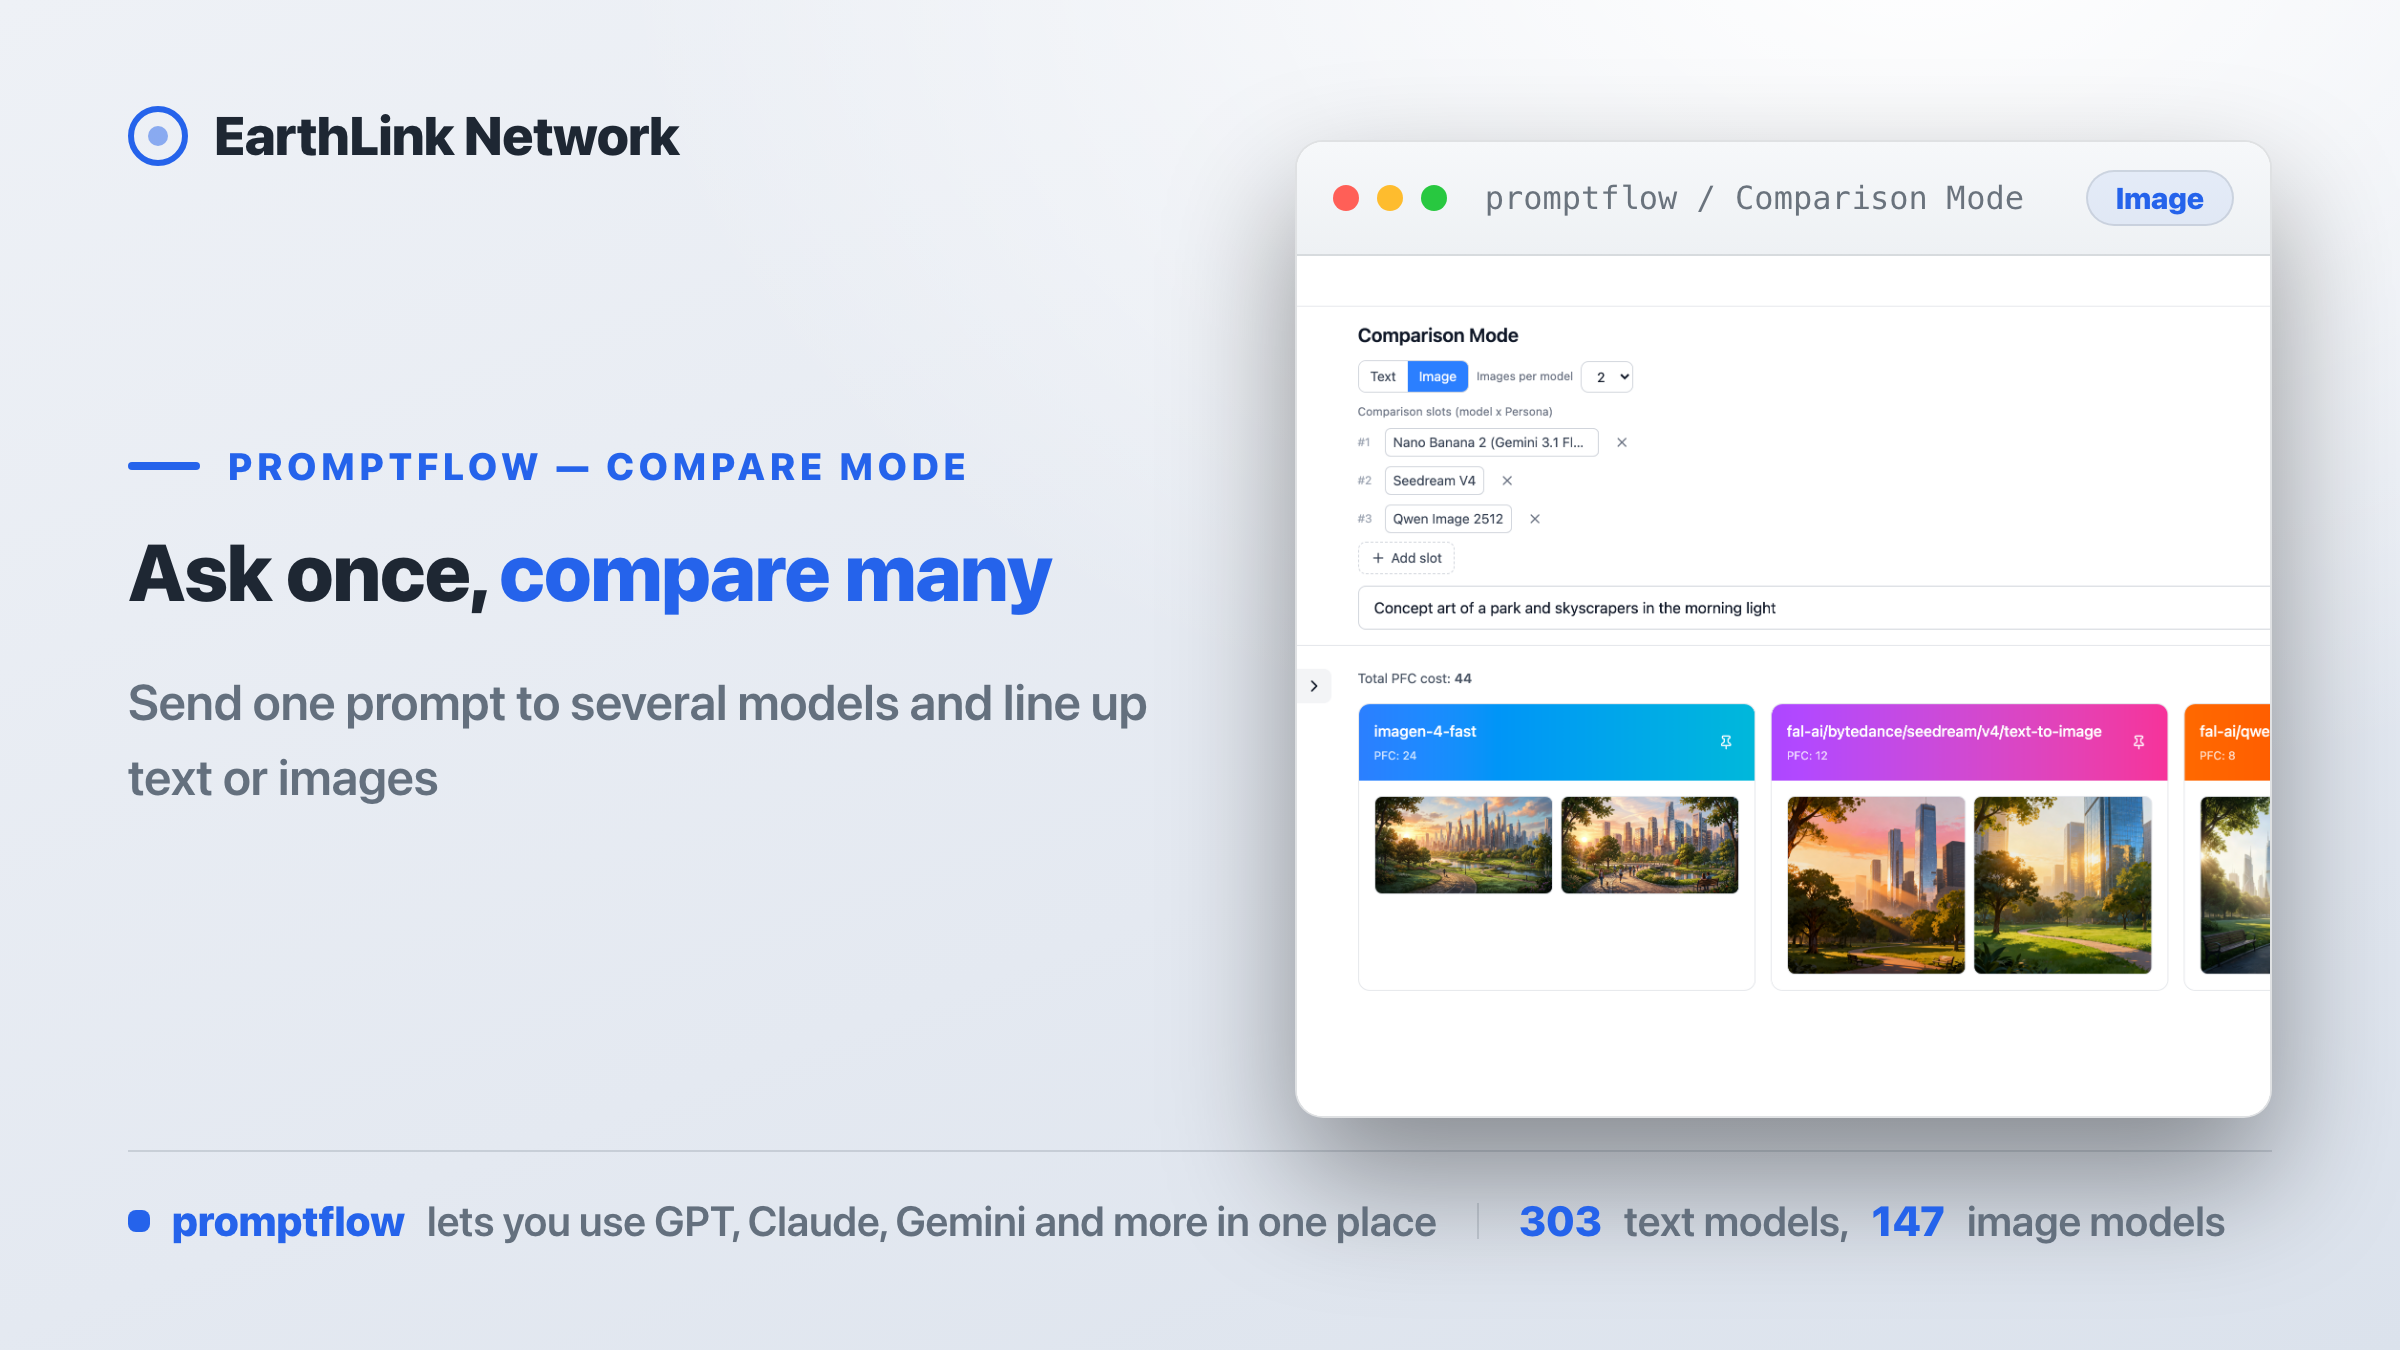 EarthLink Network
PROMPTFLOW — COMPARE MODE
Ask once, compare many
Send one prompt to several models and line up
text or images
promptflow / Comparison Mode
Image
Comparison Mode
Text Image Images per model 2
Comparison slots (model x Persona)
#1 Nano Banana 2 (Gemini 3.1 Fl...
#2 Seedream V4
#3 Qwen Image 2512
+ Add slot
Concept art of a park and skyscrapers in the morning light
Total PFC cost: 44
imagen-4-fast
PFC: 24
fal-ai/bytedance/seedream/v4/text-to-image
PFC: 12
fal-ai/qwe
PFC: 8
promptflow lets you use GPT, Claude, Gemini and more in one place
303 text models, 147 image models